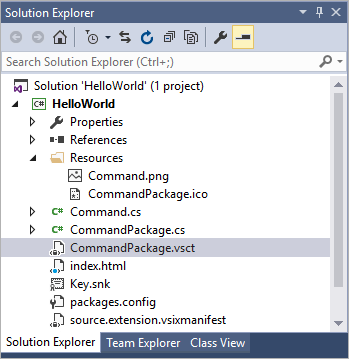 Solution Explorer
Search Solution Explorer (Ctrl+;)
Solution 'HelloWorld' (1 project)
C# HelloWorld
Properties
References
Resources
Command.png
CommandPackage.ico
C# Command.cs
C# CommandPackage.cs
CommandPackage.vsct
index.html
Key.snk
packages.config
source.extension.vsixmanifest
Solution Explorer Team Explorer Class View